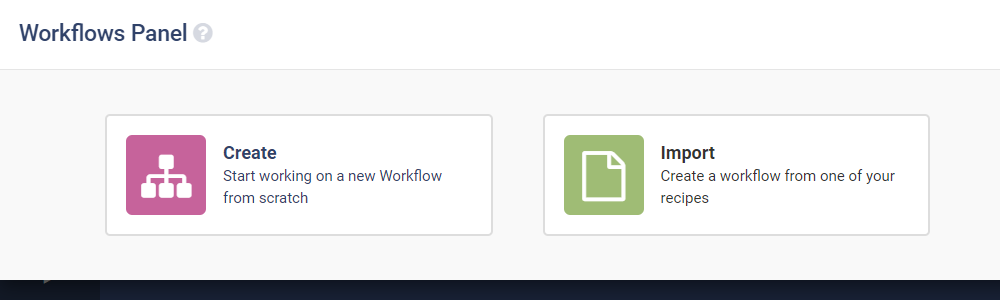 Workflows Panel ?
Create
Start working on a new Workflow
from scratch
Import
Create a workflow from one of your
recipes